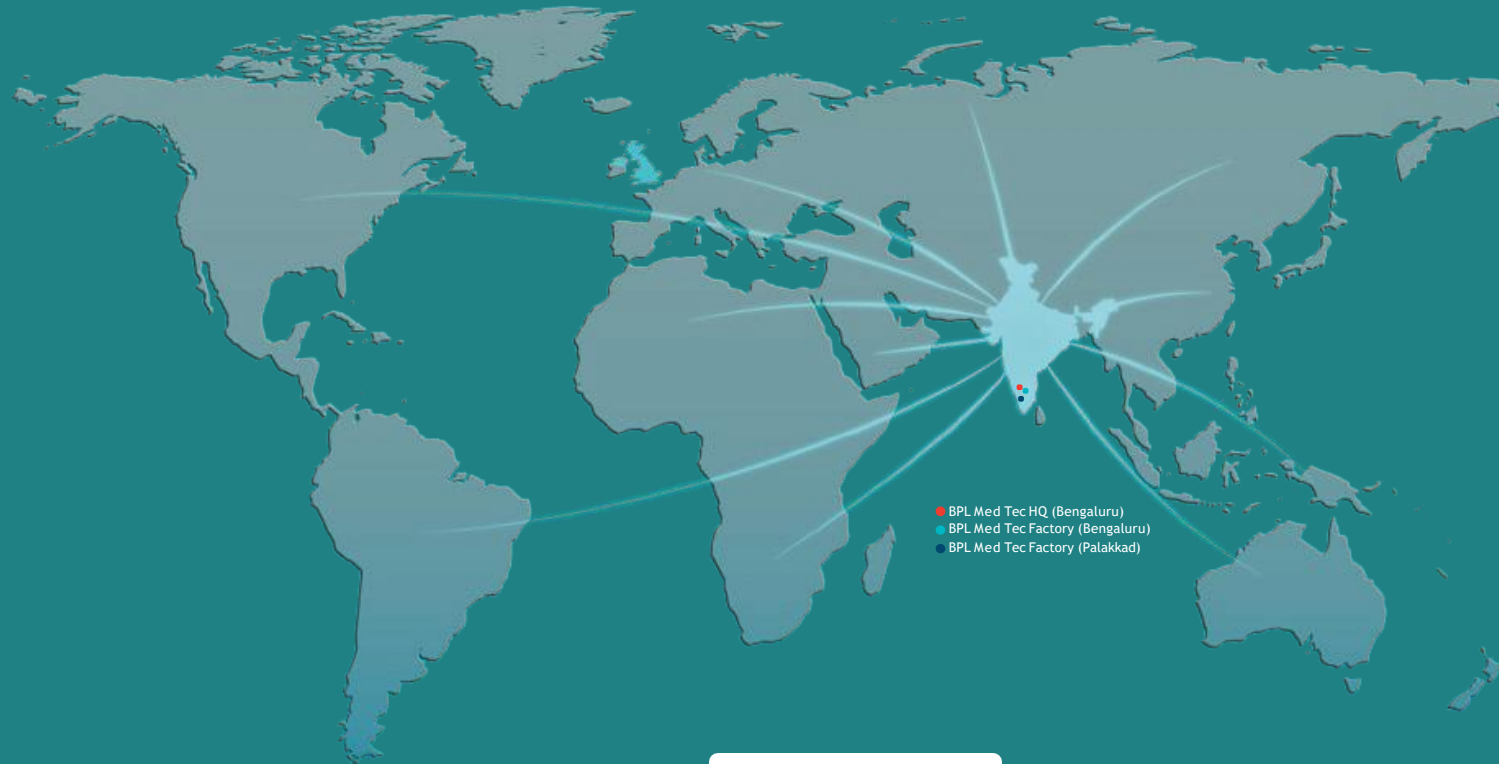 BPL Med Tec HQ (Bengaluru)
BPL Med Tec Factory (Bengaluru)
BPL Med Tec Factory (Palakkad)